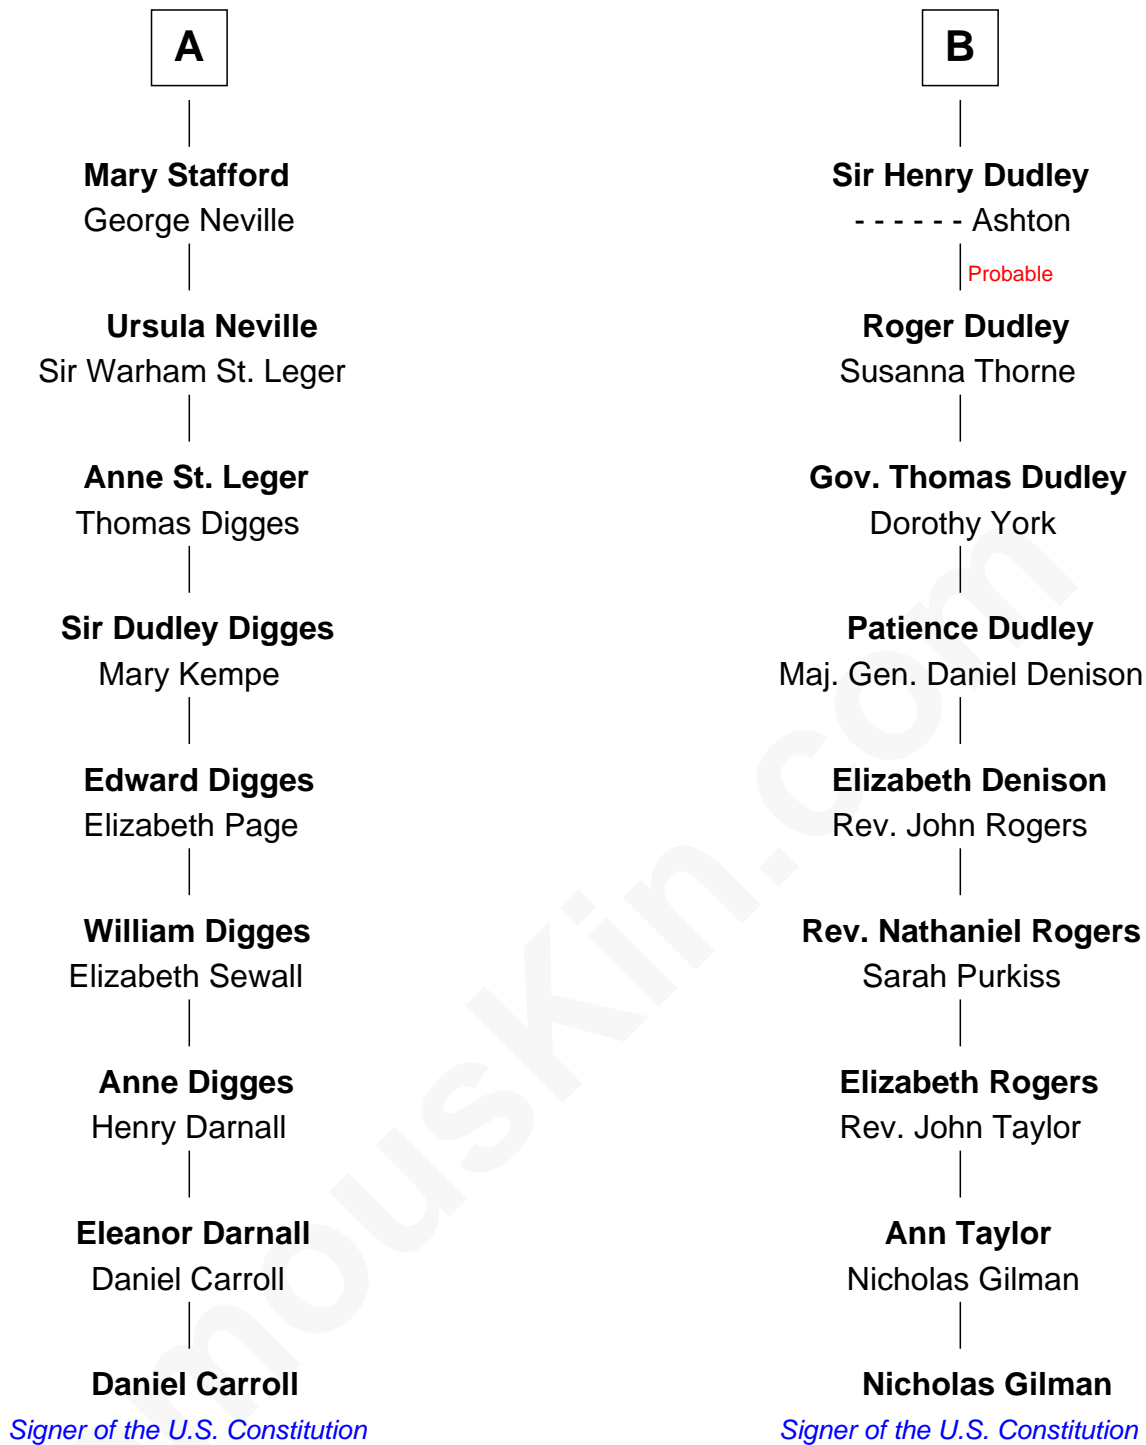 A
Mary Stafford
George Neville
Ursula Neville
Sir Warham St. Leger
Anne St. Leger
Thomas Digges
Sir Dudley Digges
Mary Kempe
Edward Digges
Elizabeth Page
William Digges
Elizabeth Sewall
Anne Digges
Henry Darnall
Eleanor Darnall
Daniel Carroll
Daniel Carroll
Signer of the U.S. Constitution
B
Sir Henry Dudley
- - - - - - Ashton
Probable
Roger Dudley
Susanna Thorne
Gov. Thomas Dudley
Dorothy York
Patience Dudley
Maj. Gen. Daniel Denison
Elizabeth Denison
Rev. John Rogers
Rev. Nathaniel Rogers
Sarah Purkiss
Elizabeth Rogers
Rev. John Taylor
Ann Taylor
Nicholas Gilman
Nicholas Gilman
Signer of the U.S. Constitution
mousKin.com